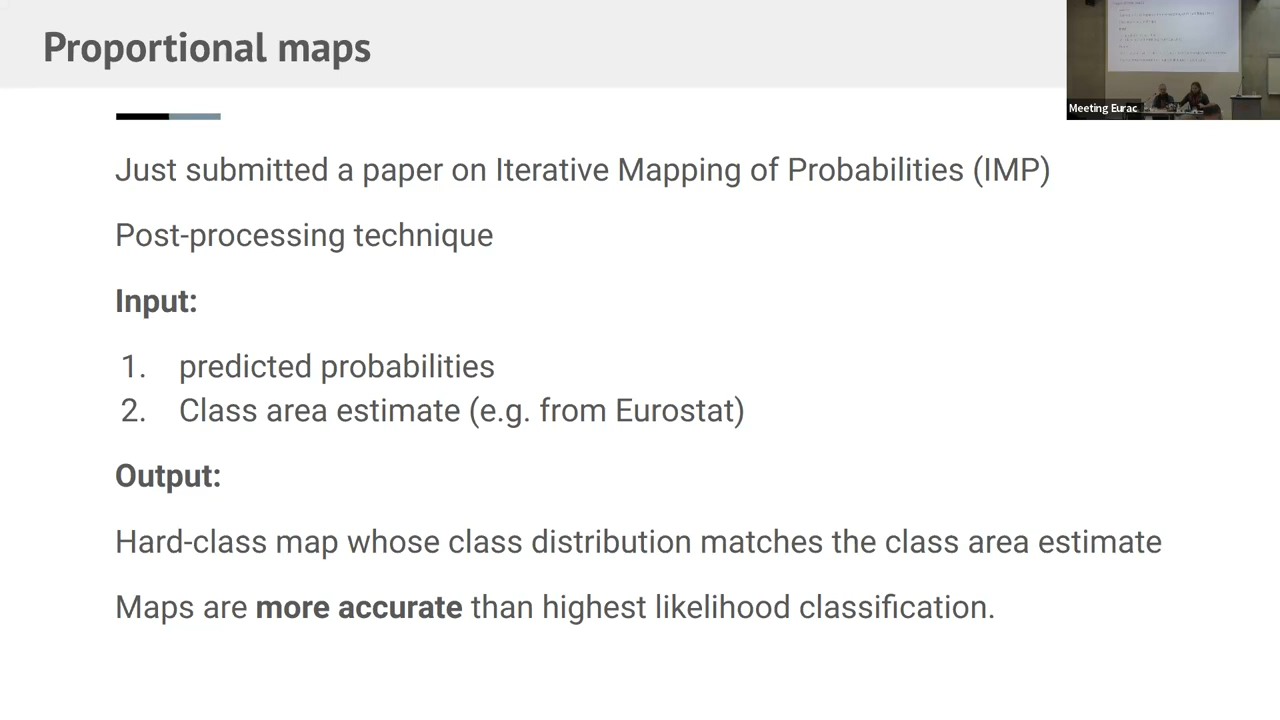 Proportional maps
Meeting Eurac
Just submitted a paper on Iterative Mapping of Probabilities (IMP)
Post-processing technique
Input:
1. predicted probabilities
2. Class area estimate (e.g. from Eurostat)
Output:
Hard-class map whose class distribution matches the class area estimate
Maps are more accurate than highest likelihood classification.